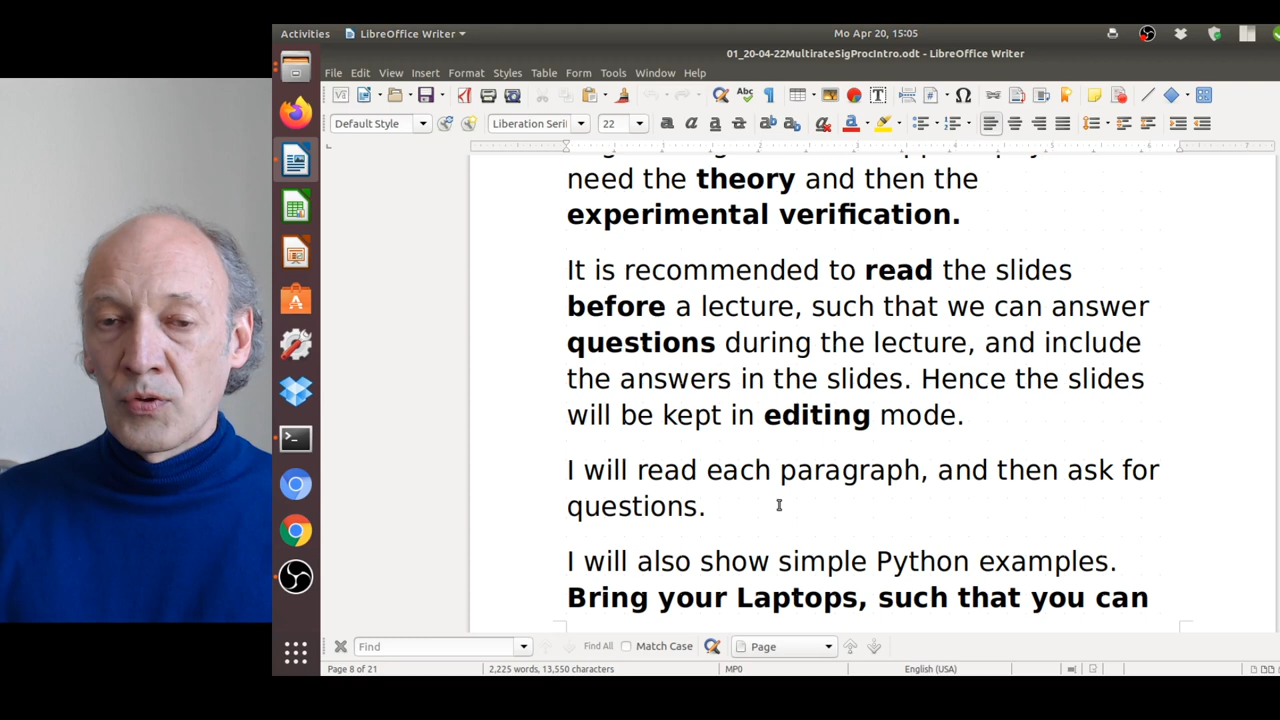 Activities
LibreOffice Writer
Mo Apr 20, 15:05
01_20-04-22MultirateSigProcIntro.odt - LibreOffice Writer
File Edit View Insert Format Styles Table Form Tools Window Help
Default Style
Liberation Seri
22
need the theory and then the
experimental verification.
It is recommended to read the slides
before a lecture, such that we can answer
questions during the lecture, and include
the answers in the slides. Hence the slides
will be kept in editing mode.
I will read each paragraph, and then ask for
questions.
I will also show simple Python examples.
Bring your Laptops, such that you can
Find
Find All
Match Case
Page
Page 8 of 21
2,225 words, 13,550 characters
MP0
English (USA)